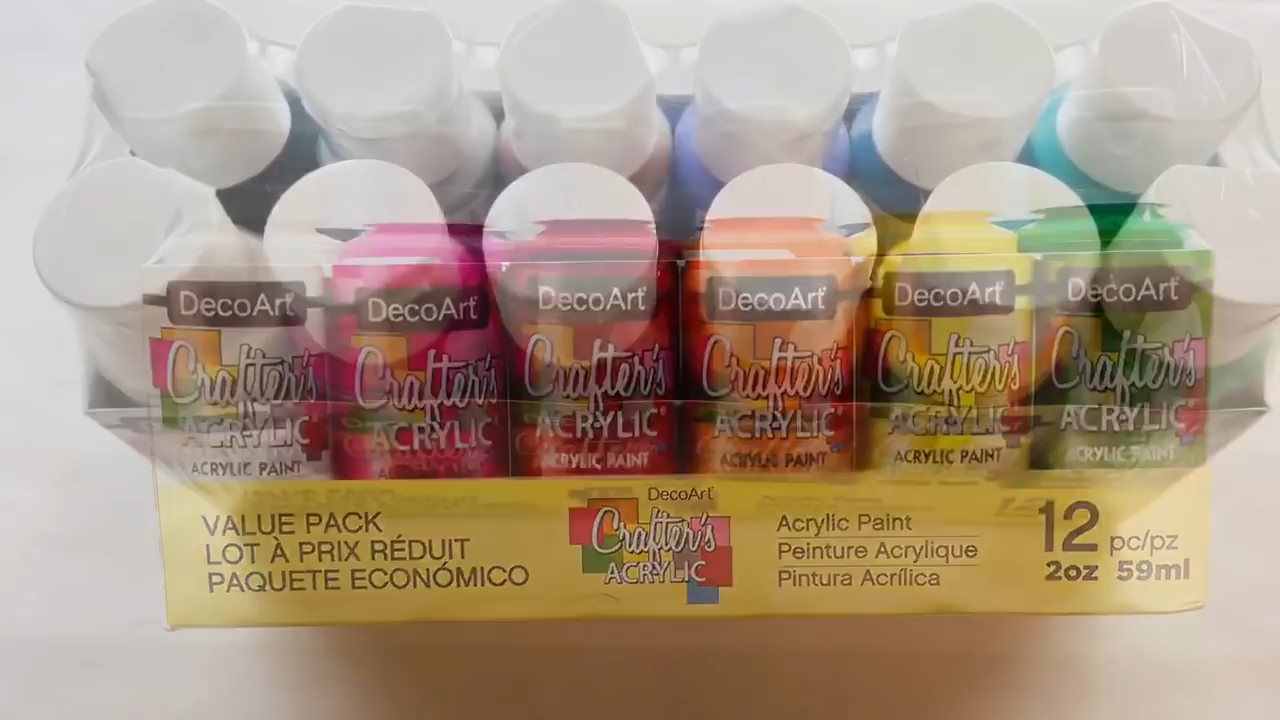 DecoArt DecoArt DecoArt DecoArt DecoArt DecoArt
Crafter's Crafter's Crafter's Crafter's Crafter's Crafter's
ACRYLIC ACRYLIC ACRYLIC® ACRYLIC® ACRYLIC ACRYLIC
ACRYLIC PAINT ACRYLIC PAINT ACRYLIC PAINT ACRYLIC PAINT ACRYLIC PAINT
VALUE PACK
LOT À PRIX RÉDUIT
PAQUETE ECONÓMICO
DecoArt®
Crafter's
ACRYLIC
Acrylic Paint
Peinture Acrylique
Pintura Acrílica
12 pc/pz
2oz 59ml